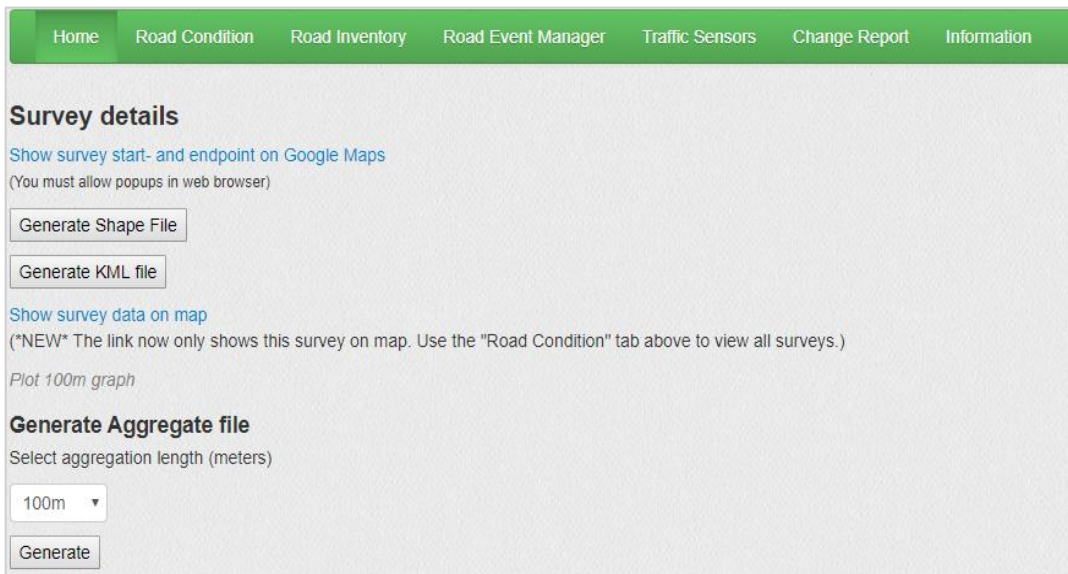 Home Road Condition Road Inventory Road Event Manager Traffic Sensors Change Report Information
Survey details
Show survey start- and endpoint on Google Maps
(You must allow popups in web browser)
Generate Shape File
Generate KML file
Show survey data on map
(*NEW* The link now only shows this survey on map. Use the "Road Condition" tab above to view all surveys.)
Plot 100m graph
Generate Aggregate file
Select aggregation length (meters)
100m
Generate